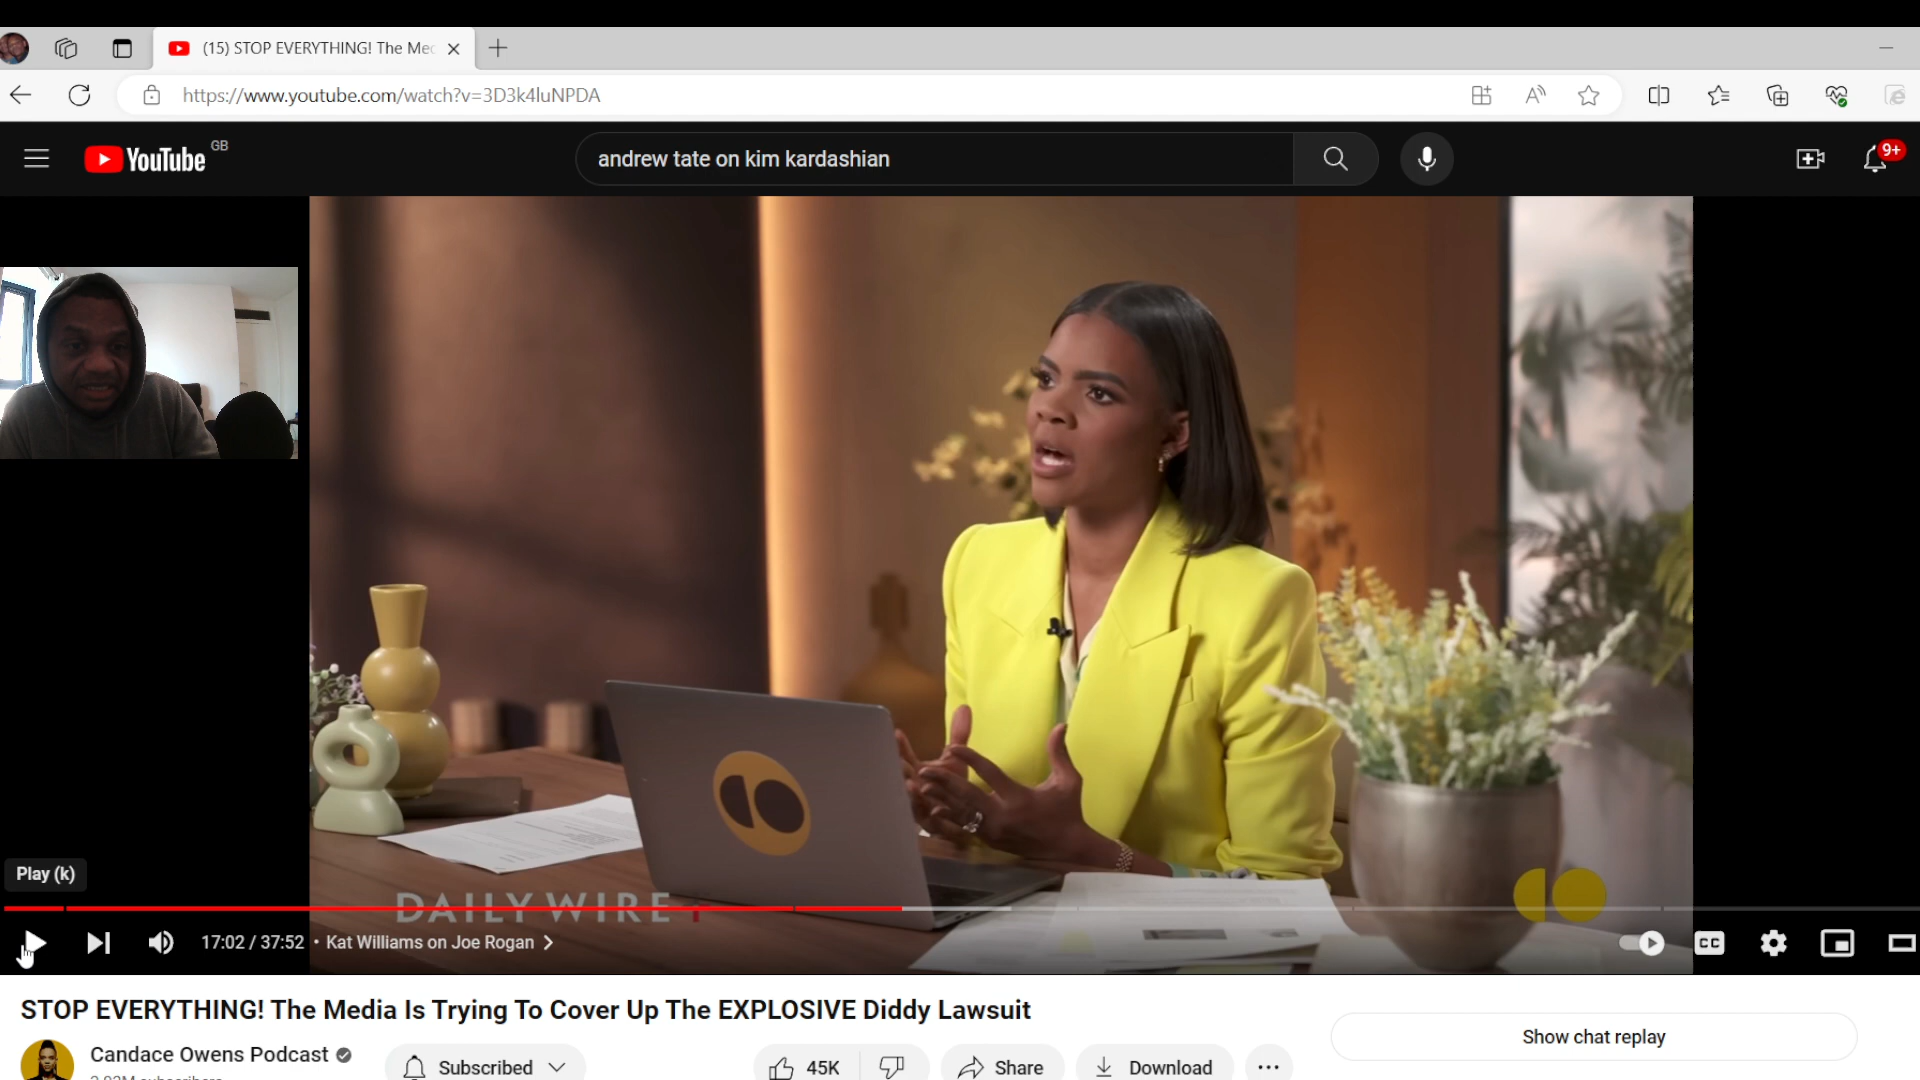 (15) STOP EVERYTHING! The Med
https://www.youtube.com/watch?v=3D3k4luNPDA
YouTube GB
andrew tate on kim kardashian
9+
Play (k)
DAILY WIRE +
17:02 / 37:52 • Kat Williams on Joe Rogan
CC
STOP EVERYTHING! The Media Is Trying To Cover Up The EXPLOSIVE Diddy Lawsuit
Show chat replay
Candace Owens Podcast
Subscribed
45K
Share
Download